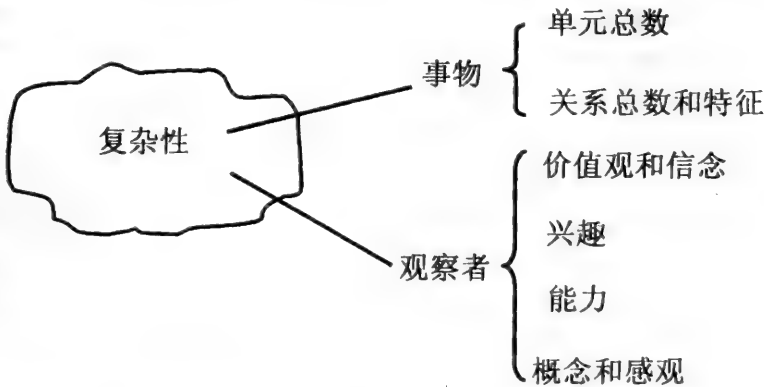 复杂性
事物
单元总数
关系总数和特征
观察者
价值观和信念
兴趣
能力
概念和感观